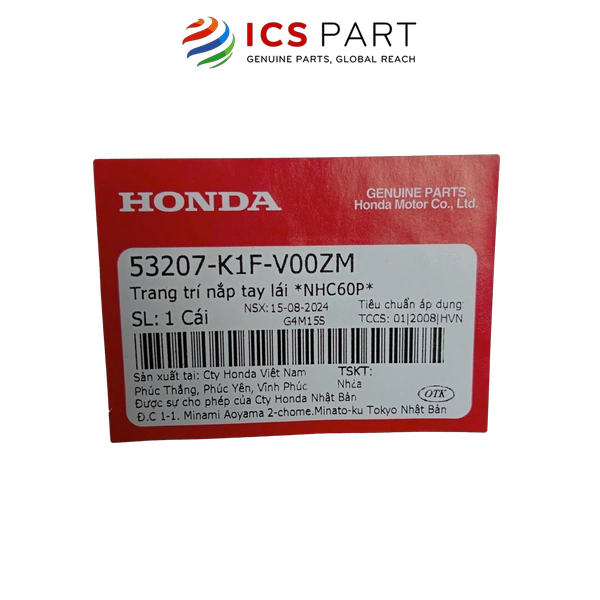 ICS PART
GENUINE PARTS, GLOBAL REACH
HONDA
GENUINE PARTS
Honda Motor Co., Ltd.
53207-K1F-V00ZM
Trang trí nắp tay lái *NHC60P*
SL: 1 Cái
NSX: 15-08-2024
G4M15S
Tiêu chuẩn áp dụng:
TCCS: 01|2008|HVN
Sản xuất tại: Cty Honda Việt Nam
Phúc Thắng, Phúc Yên, Vĩnh Phúc
TSKT:
Nhựa
Được sự cho phép của Cty Honda Nhật Bản
Đ.C 1-1. Minami Aoyama 2-chome.Minato-ku Tokyo Nhật Bản
OTK